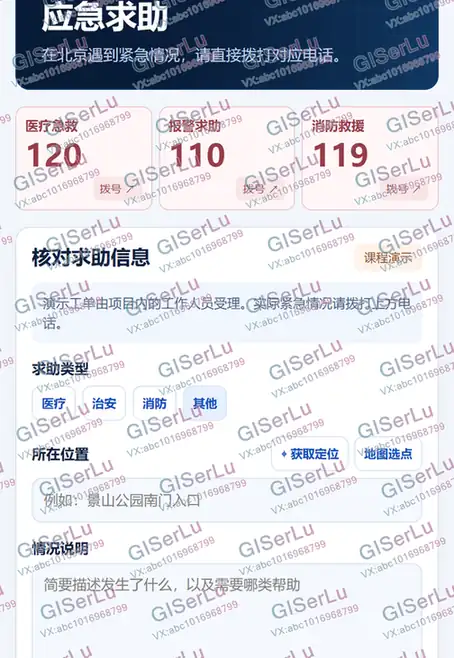 应急求助
在北京遇到紧急情况，请直接拨打对应电话。
医疗急救
报警求助
消防救援
120
110
119
拨号 ↗
拨号 ↗
拨号 ↗
核对求助信息
课程演示
演示工单由项目内的工作人员受理。实际紧急情况请拨打上方电
话。
求助类型
医疗
治安
消防
其他
所在位置
⌖ 获取定位
地图选点
例如：景山公园南门入口
情况说明
简要描述发生了什么，以及需要哪类帮助
GISerLu
VX:abc1016968799